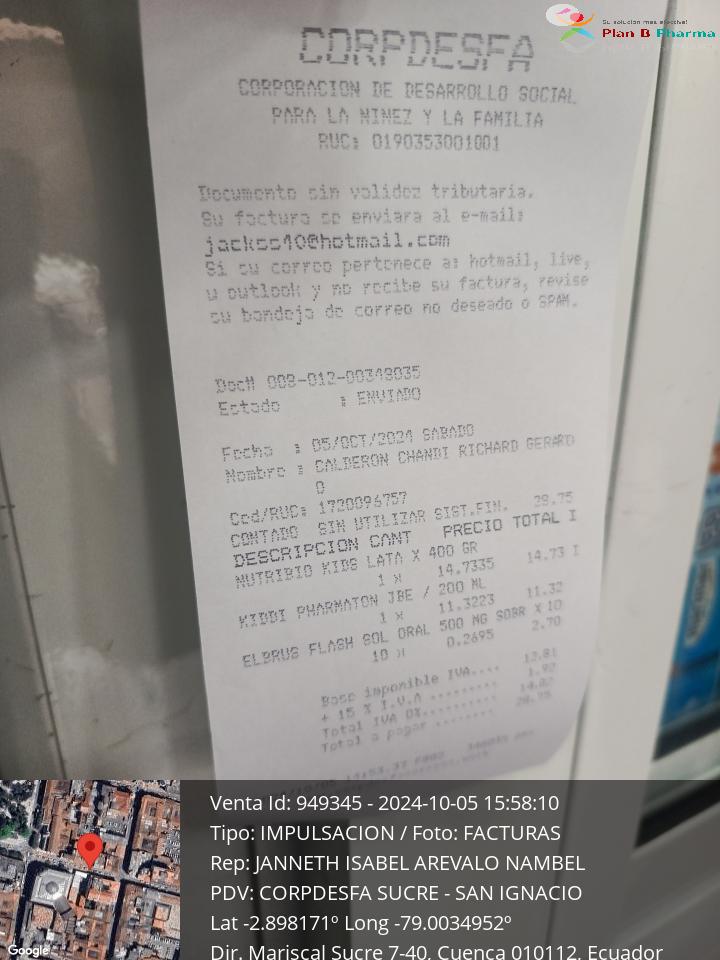 Su solución más efectiva!
Plan B Pharma
CORPDESFA
CORPORACION DE DESARROLLO SOCIAL
PARA LA NINEZ Y LA FAMILIA
RUC: 0190353001001
Documento sin validez tributaria.
Su factura se enviara al e-mail:
jackss10@hotmail.com
Si su correo pertenece a: hotmail, live,
u outlook y no recibe su factura, revise
su bandeja de correo no deseado o SPAM.
Doc# 008-012-00348035
Estado : ENVIADO
Fecha : 05/OCT/2024 SABADO
Nombre : CALDERON CHANDI RICHARD GERARD
O
Ced/RUC: 1720096757
CONTADO SIN UTILIZAR SIST.FIN. 28.75
DESCRIPCION CANT PRECIO TOTAL I
NUTRIBIO KIDS LATA X 400 GR
1 x 14.7335 14.73 I
KIDDI PHARMATON JBE / 200 ML
1 x 11.3223 11.32
ELBRUS FLASH SOL ORAL 500 MG SOBR X 10
10 x 0.2695 2.70
Base imponible IVA.... 12.81
+ 15 % I.V.A ......... 1.92
Total IVA 0%.......... 14.02
Total a pagar ........ 28.75
Venta Id: 949345 - 2024-10-05 15:58:10
Tipo: IMPULSACION / Foto: FACTURAS
Rep: JANNETH ISABEL AREVALO NAMBEL
PDV: CORPDESFA SUCRE - SAN IGNACIO
Lat -2.898171º Long -79.0034952º
Dir. Mariscal Sucre 7-40, Cuenca 010112, Ecuador
Google